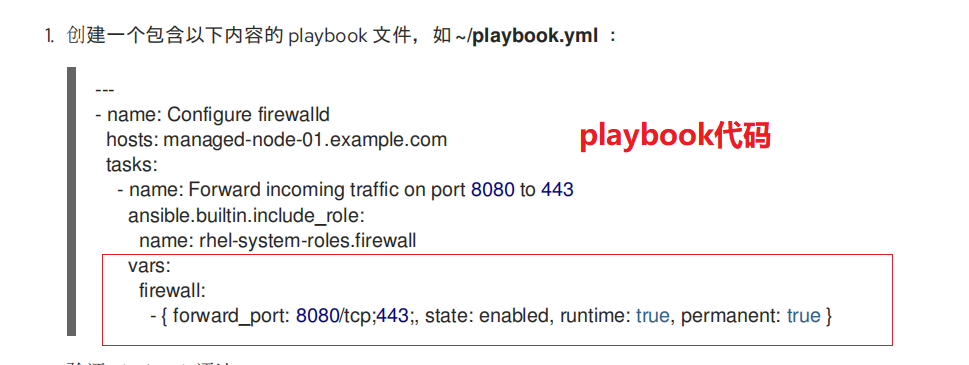 1. 创建一个包含以下内容的 playbook 文件，如 ~/playbook.yml ：
---
- name: Configure firewalld
hosts: managed-node-01.example.com
playbook代码
tasks:
- name: Forward incoming traffic on port 8080 to 443
ansible.builtin.include_role:
name: rhel-system-roles.firewall
vars:
firewall:
- { forward_port: 8080/tcp;443;, state: enabled, runtime: true, permanent: true }